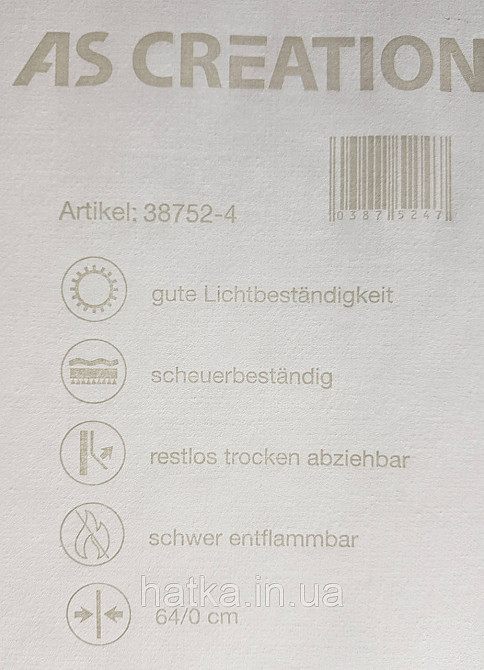 AS CREATION
0387 5247
Artikel: 38752-4
gute Lichtbeständigkeit
scheuerbeständig
restlos trocken abziehbar
schwer entflammbar
64/0 cm
hatka.in.ua